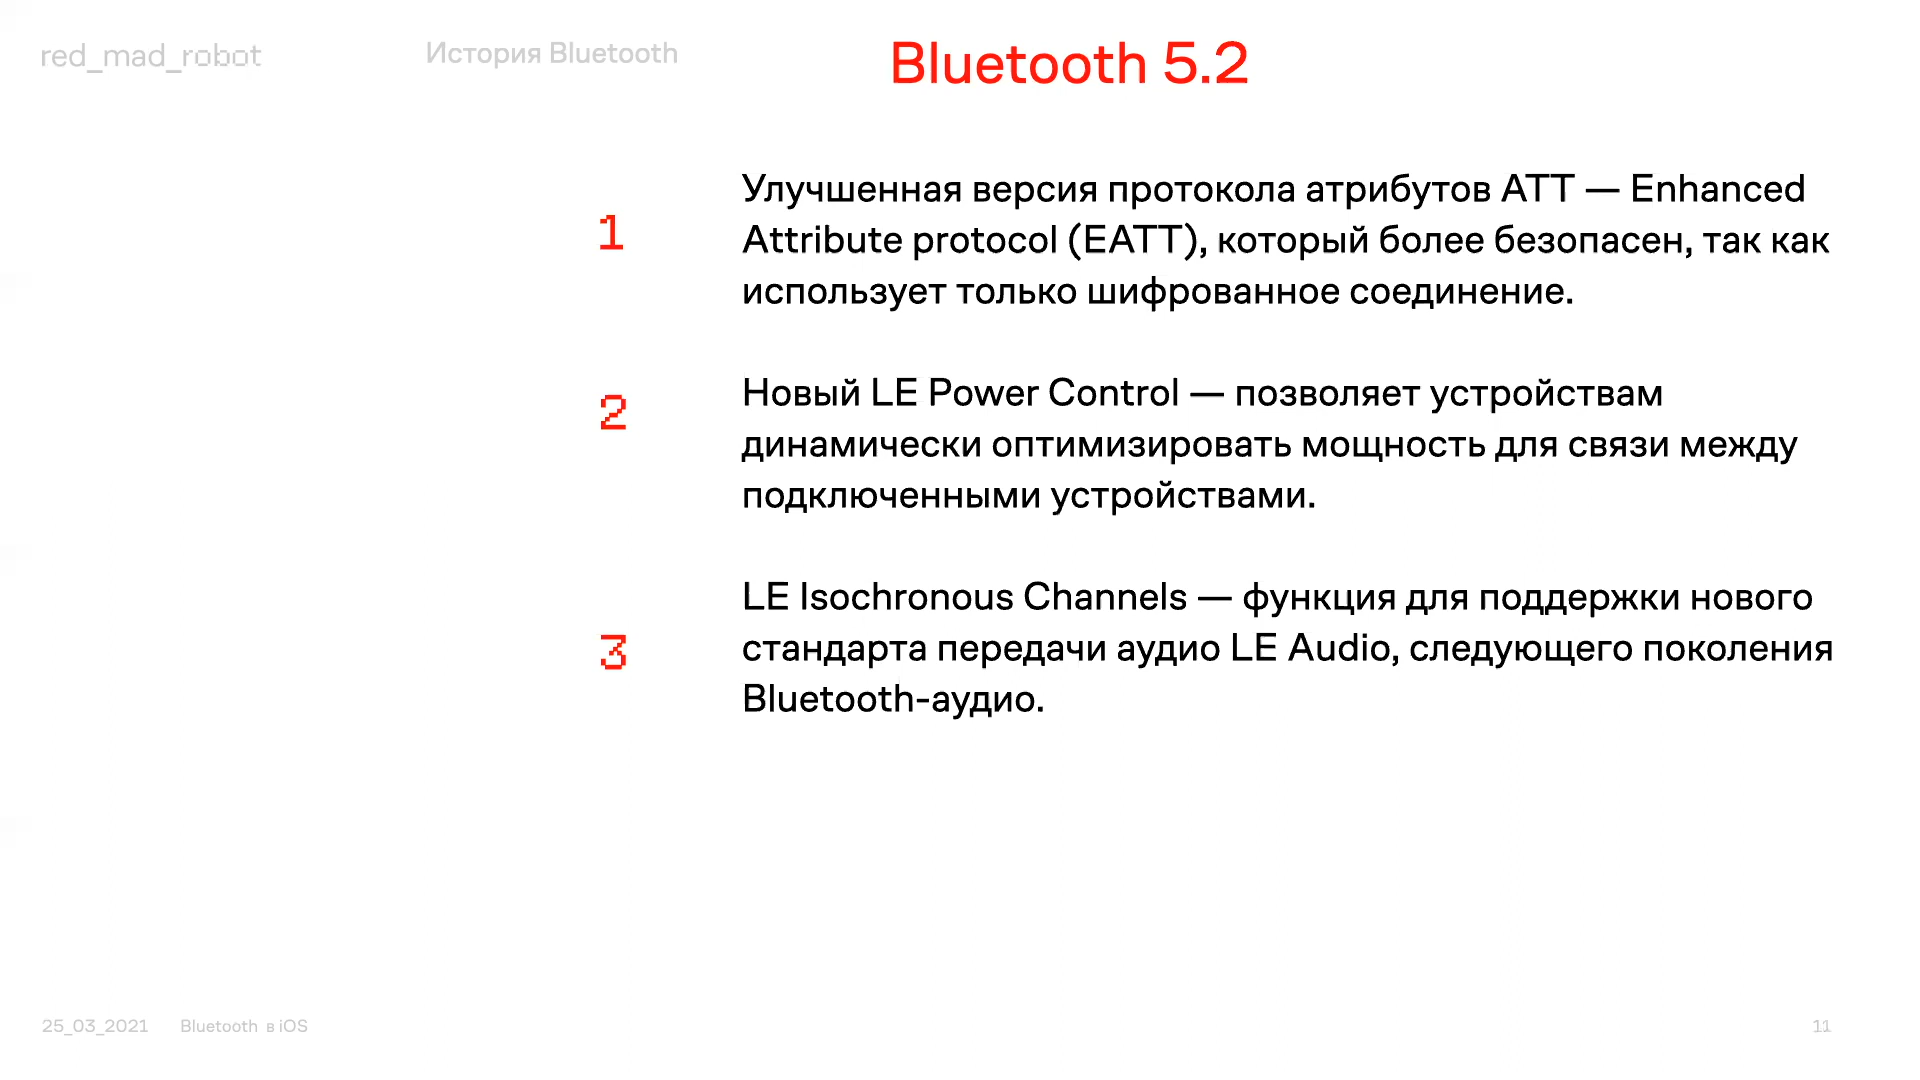 red_mad_robot
История Bluetooth
Bluetooth 5.2
1
Улучшенная версия протокола атрибутов ATT — Enhanced
Attribute protocol (EATT), который более безопасен, так как
использует только шифрованное соединение.
2
Новый LE Power Control — позволяет устройствам
динамически оптимизировать мощность для связи между
подключенными устройствами.
3
LE Isochronous Channels — функция для поддержки нового
стандарта передачи аудио LE Audio, следующего поколения
Bluetooth-аудио.
25_03_2021
Bluetooth в iOS
11